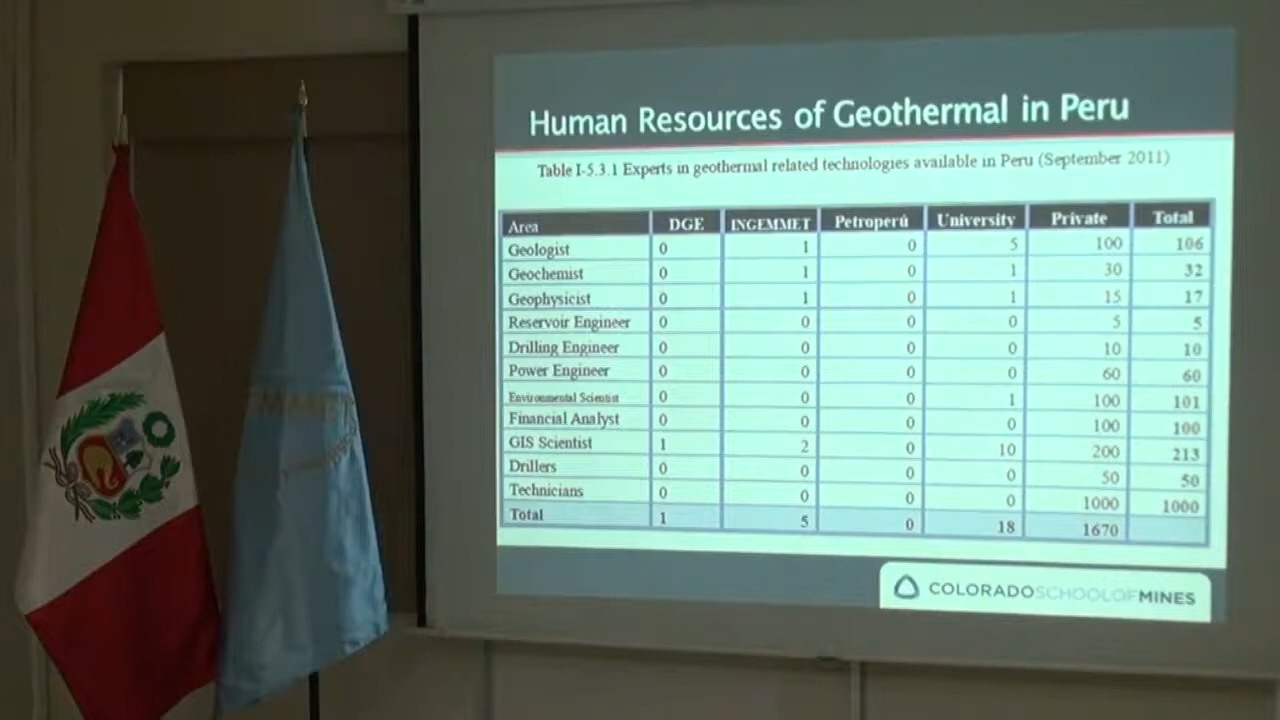 Human Resources of Geothermal in Peru
Table I-5.3.1 Experts in geothermal related technologies available in Peru (September 2011)
Area DGE INGEMMET Petroperú University Private Total
Geologist 0 1 0 5 100 106
Geochemist 0 1 0 1 30 32
Geophysicist 0 1 0 1 15 17
Reservoir Engineer 0 0 0 0 5 5
Drilling Engineer 0 0 0 0 10 10
Power Engineer 0 0 0 0 60 60
Environmental Scientist 0 0 0 1 100 101
Financial Analyst 0 0 0 0 100 100
GIS Scientist 1 2 0 10 200 213
Drillers 0 0 0 0 50 50
Technicians 0 0 0 0 1000 1000
Total 1 5 0 18 1670
COLORADOSCHOOLOFMINES